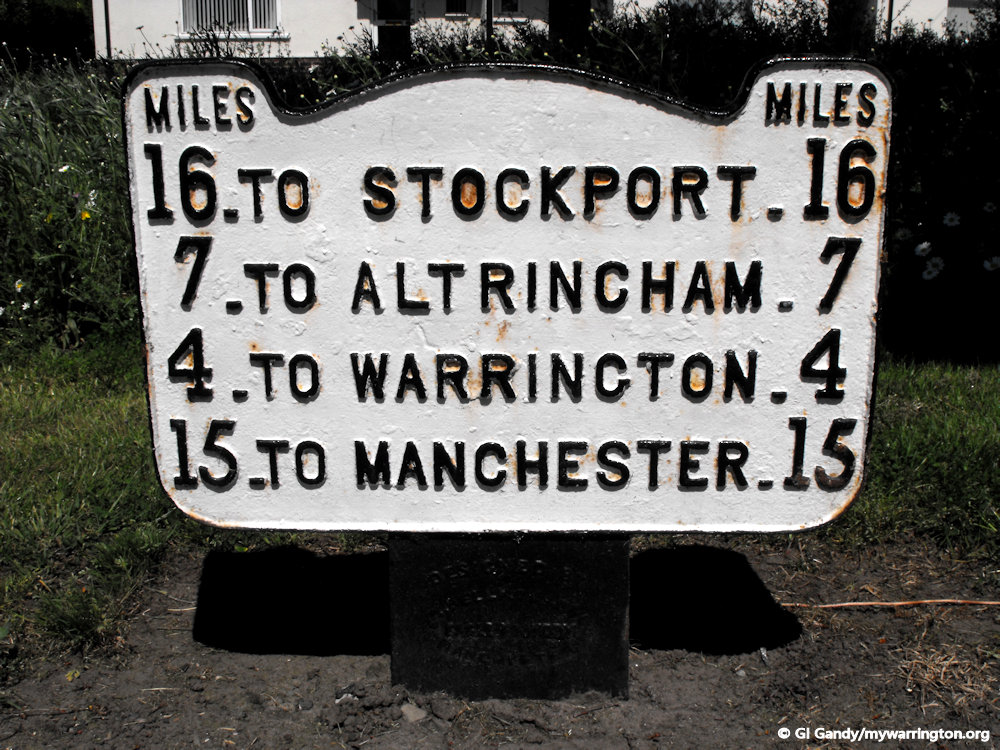 MILES MILES
16 - TO STOCKPORT - 16
7 - TO ALTRINCHAM - 7
4 - TO WARRINGTON - 4
15 - TO MANCHESTER - 15
© GI Gandy/mywarrington.org